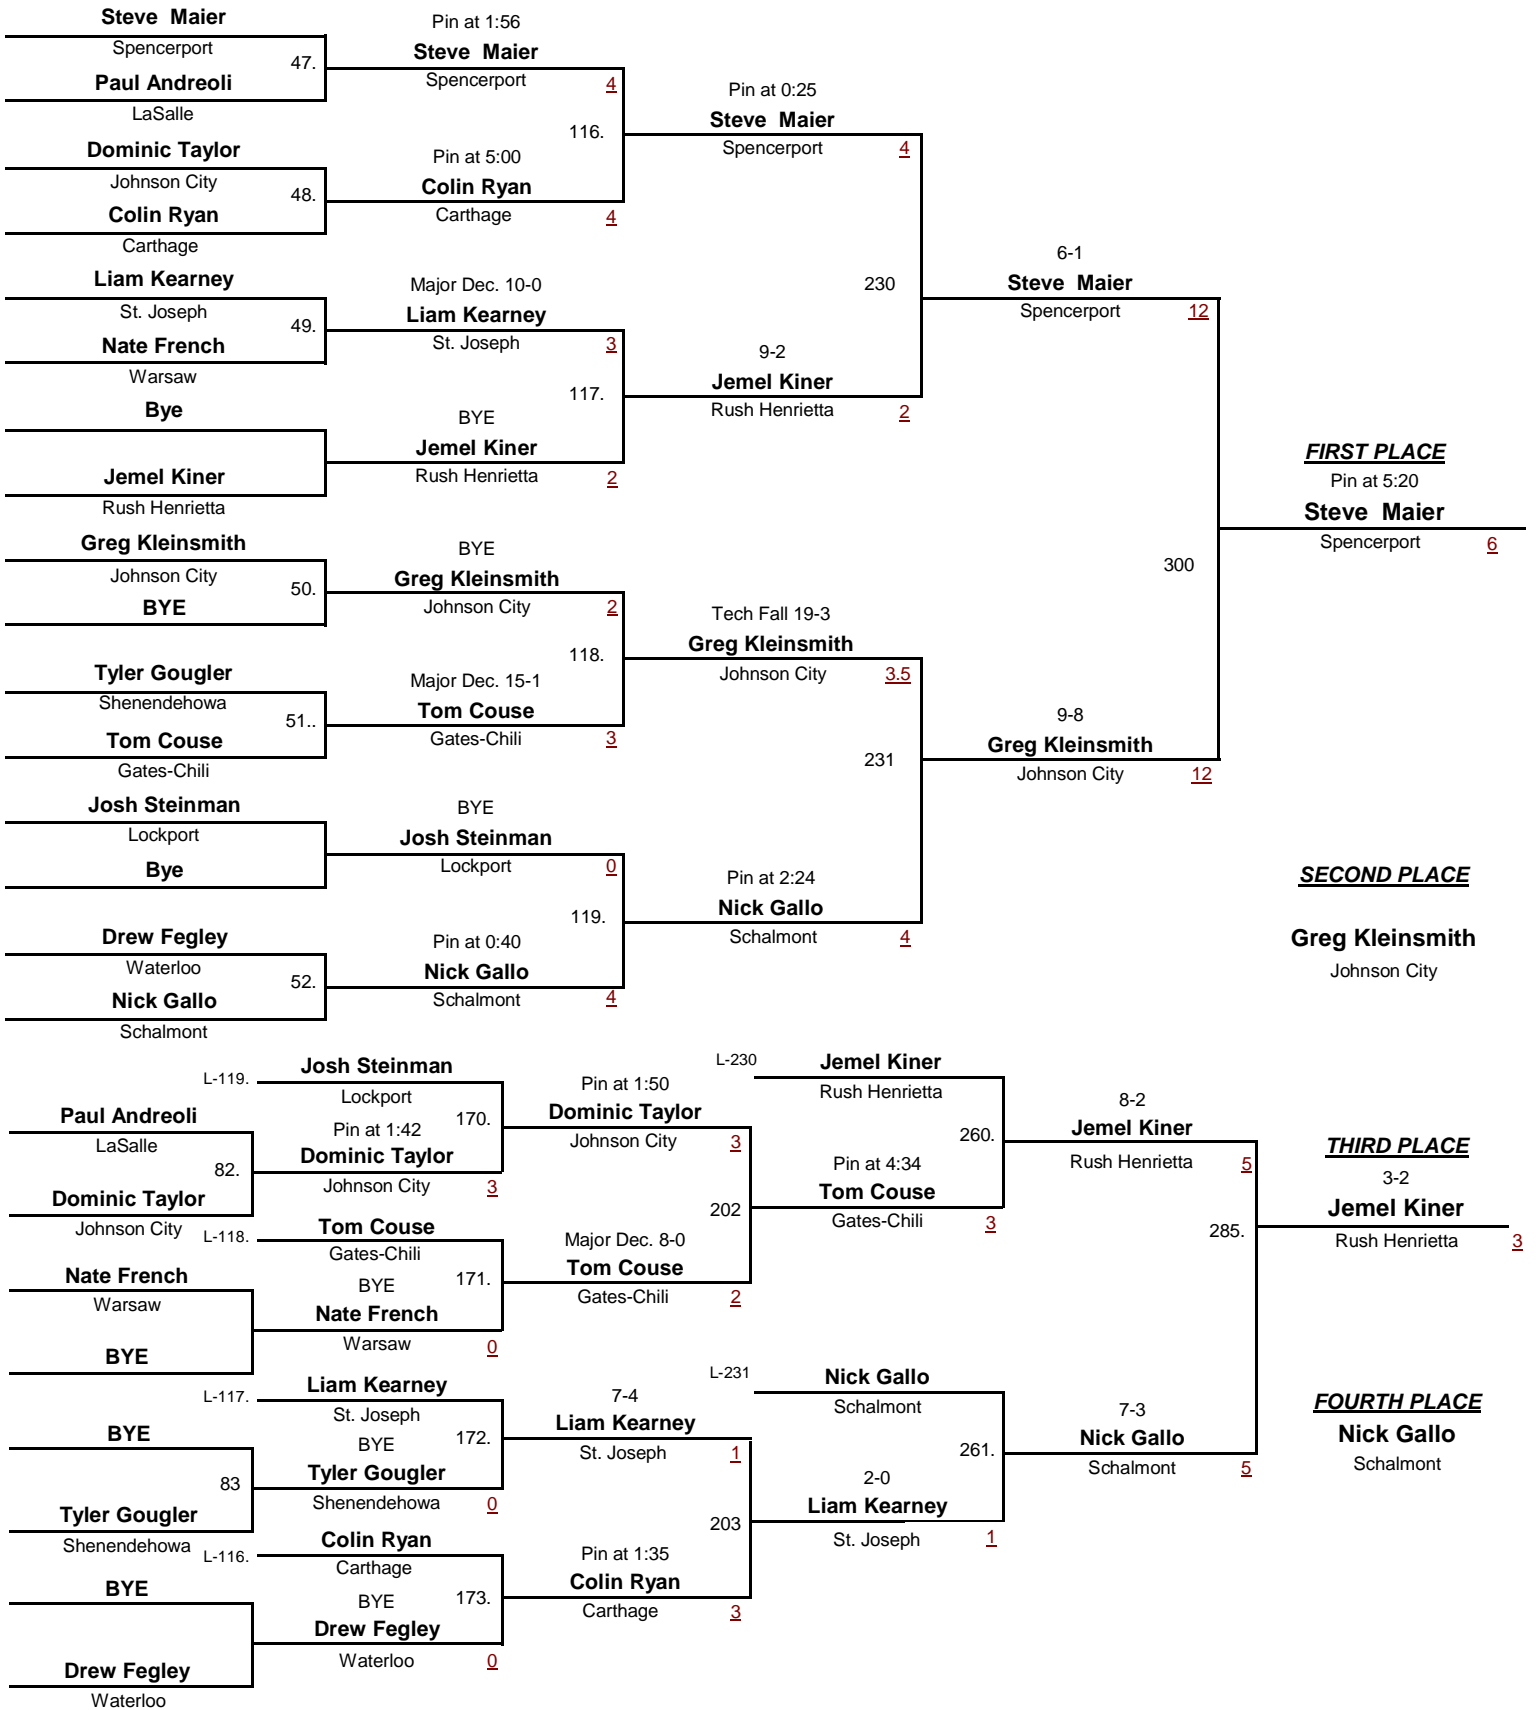 Steve  Maier
Spencerport
47.
Paul Andreoli
LaSalle
Dominic Taylor
Johnson City
48.
Colin Ryan
Carthage
Liam Kearney
St. Joseph
49.
Nate French
Warsaw
Bye
Jemel Kiner
Rush Henrietta
Greg Kleinsmith
Johnson City
50.
BYE
Tyler Gougler
Shenendehowa
51..
Tom Couse
Gates-Chili
Josh Steinman
Lockport
Bye
Drew Fegley
Waterloo
52.
Nick Gallo
Schalmont
Pin at 1:56
Steve  Maier
Spencerport
4
116.
Pin at 5:00
Colin Ryan
Carthage
4
Major Dec. 10-0
Liam Kearney
St. Joseph
3
117.
BYE
Jemel Kiner
Rush Henrietta
2
BYE
Greg Kleinsmith
Johnson City
2
118.
Major Dec. 15-1
Tom Couse
Gates-Chili
3
BYE
Josh Steinman
Lockport
0
119.
Pin at 0:40
Nick Gallo
Schalmont
4
Pin at 0:25
Steve  Maier
Spencerport
4
230
9-2
Jemel Kiner
Rush Henrietta
2
Tech Fall 19-3
Greg Kleinsmith
Johnson City
3.5
231
Pin at 2:24
Nick Gallo
Schalmont
4
6-1
Steve  Maier
Spencerport
12
300
9-8
Greg Kleinsmith
Johnson City
12
FIRST PLACE
Pin at 5:20
Steve  Maier
Spencerport
6
SECOND PLACE
Greg Kleinsmith
Johnson City
Paul Andreoli
LaSalle
82.
Dominic Taylor
Johnson City
Nate French
Warsaw
BYE
BYE
83
Tyler Gougler
Shenendehowa
BYE
Drew Fegley
Waterloo
L-119.
Josh Steinman
Lockport
170.
Pin at 1:42
Dominic Taylor
Johnson City
3
L-118.
Tom Couse
Gates-Chili
171.
BYE
Nate French
Warsaw
0
L-117.
Liam Kearney
St. Joseph
172.
BYE
Tyler Gougler
Shenendehowa
0
L-116.
Colin Ryan
Carthage
173.
BYE
Drew Fegley
Waterloo
0
Pin at 1:50
Dominic Taylor
Johnson City
3
202
Major Dec. 8-0
Tom Couse
Gates-Chili
2
7-4
Liam Kearney
St. Joseph
1
203
Pin at 1:35
Colin Ryan
Carthage
3
L-230
Jemel Kiner
Rush Henrietta
260.
Pin at 4:34
Tom Couse
Gates-Chili
3
L-231
Nick Gallo
Schalmont
261.
2-0
Liam Kearney
St. Joseph
1
8-2
Jemel Kiner
Rush Henrietta
5
285.
7-3
Nick Gallo
Schalmont
5
THIRD PLACE
3-2
Jemel Kiner
Rush Henrietta
3
FOURTH PLACE
Nick Gallo
Schalmont